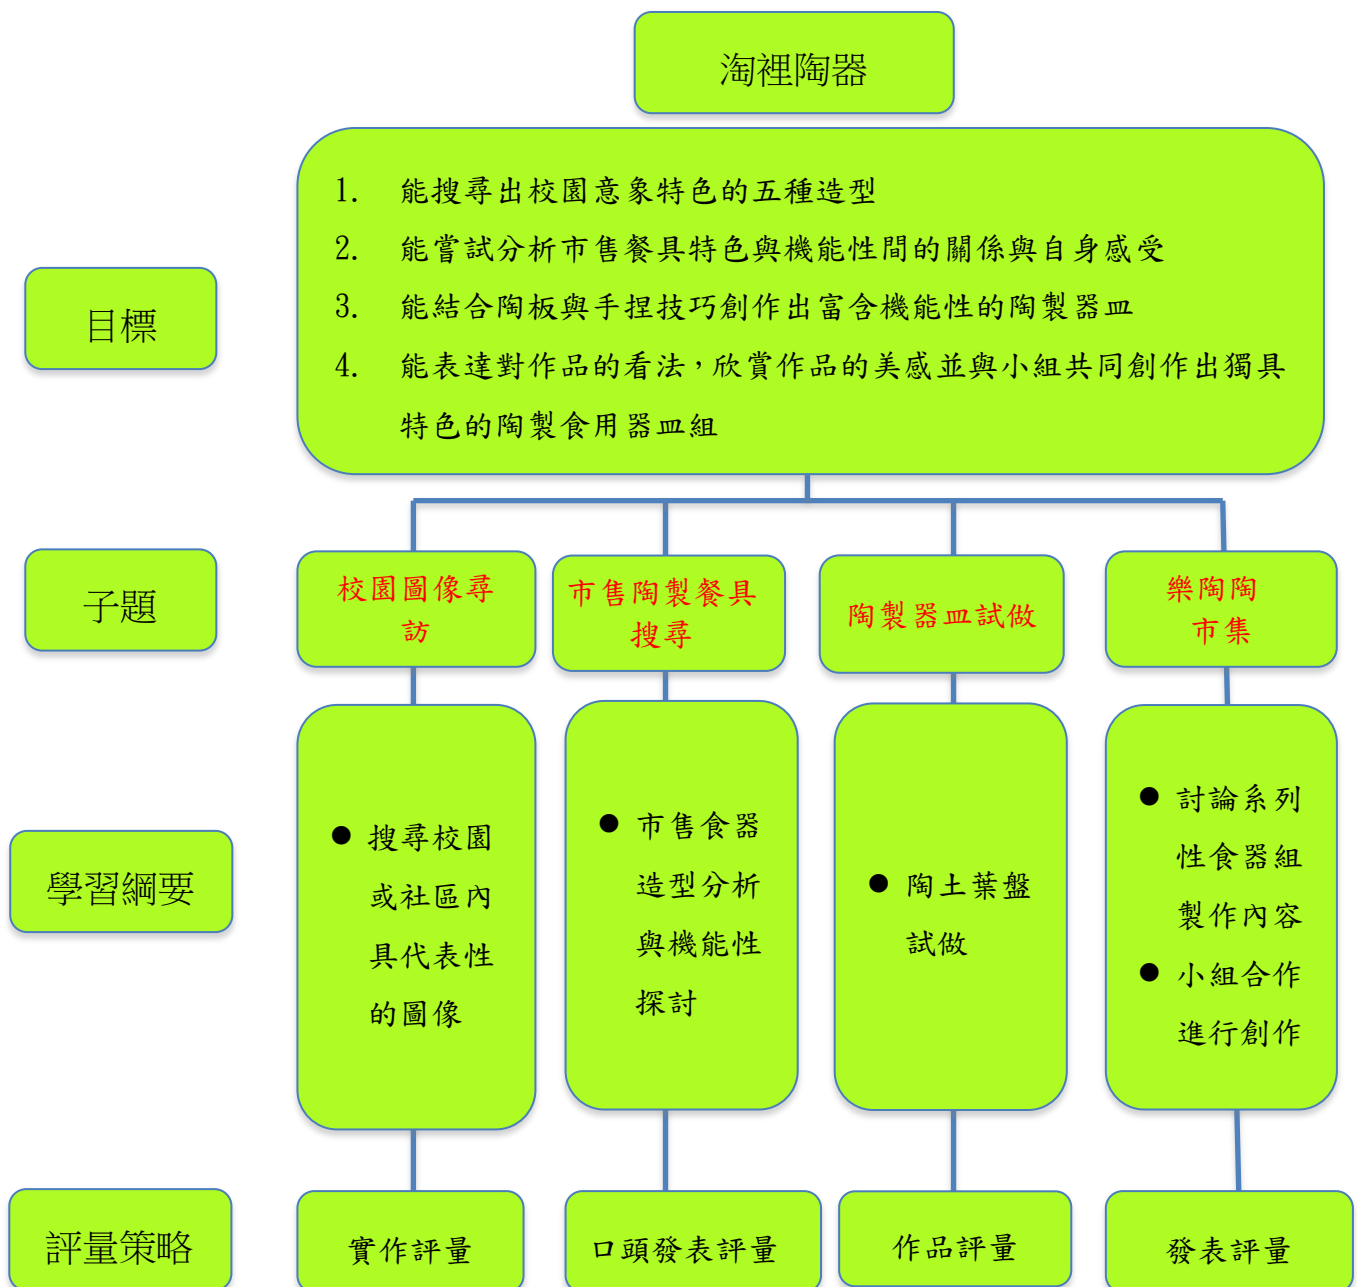 淘裡陶器
目標
1. 能搜尋出校園意象特色的五種造型
2. 能嘗試分析市售餐具特色與機能性間的關係與自身感受
3. 能結合陶板與手捏技巧創作出富含機能性的陶製器皿
4. 能表達對作品的看法，欣賞作品的美感並與小組共同創作出獨具
特色的陶製食用器皿組
子題
校園圖像尋
訪
市售陶製餐具
搜尋
陶製器皿試做
樂陶陶
市集
學習綱要
● 搜尋校園
或社區內
具代表性
的圖像
● 市售食器
造型分析
與機能性
探討
● 陶土葉盤
試做
● 討論系列
性食器組
製作內容
● 小組合作
進行創作
評量策略
實作評量
口頭發表評量
作品評量
發表評量